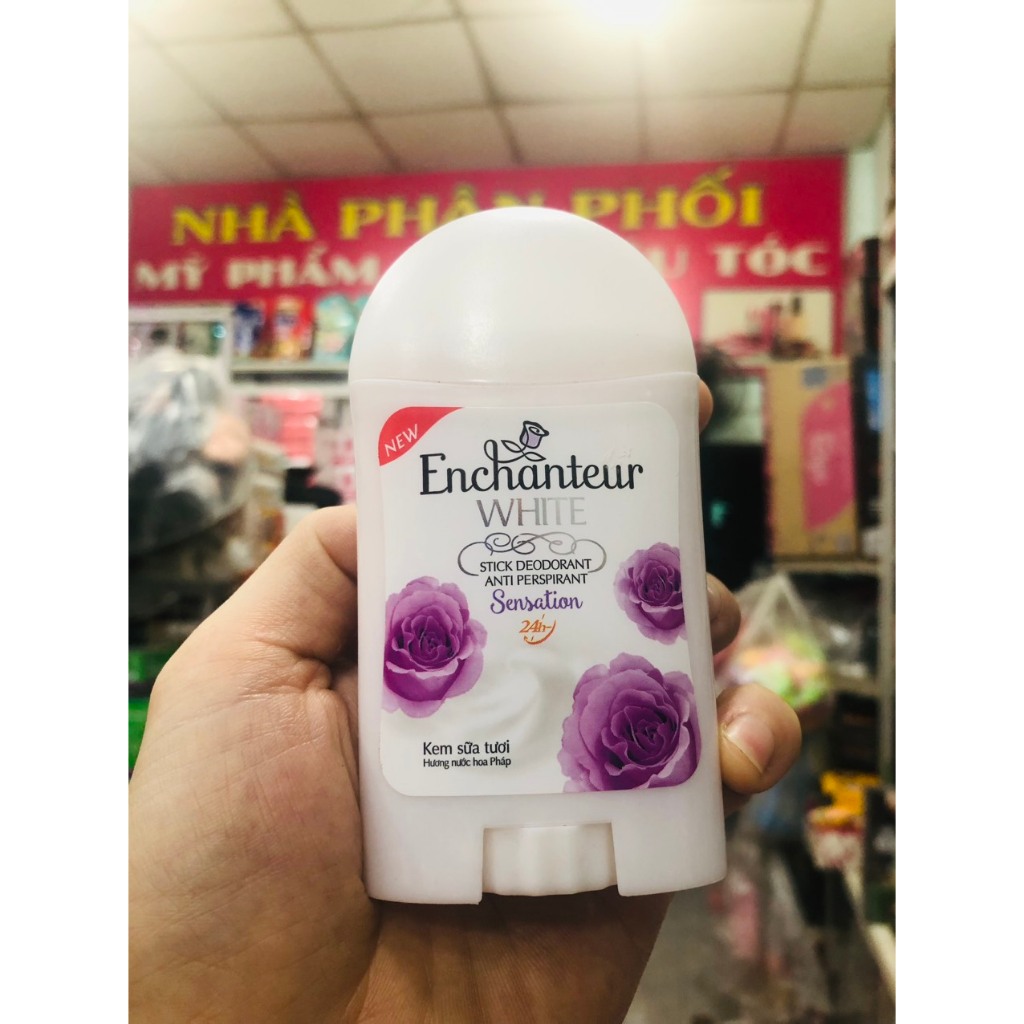 NHÀ PHÂN PHỐI
MỸ PHẨM
TÓC
NEW
Enchanteur
WHITE
STICK DEODORANT
ANTI PERSPIRANT
Sensation
24h
Kem sữa tươi
Hương nước hoa Pháp